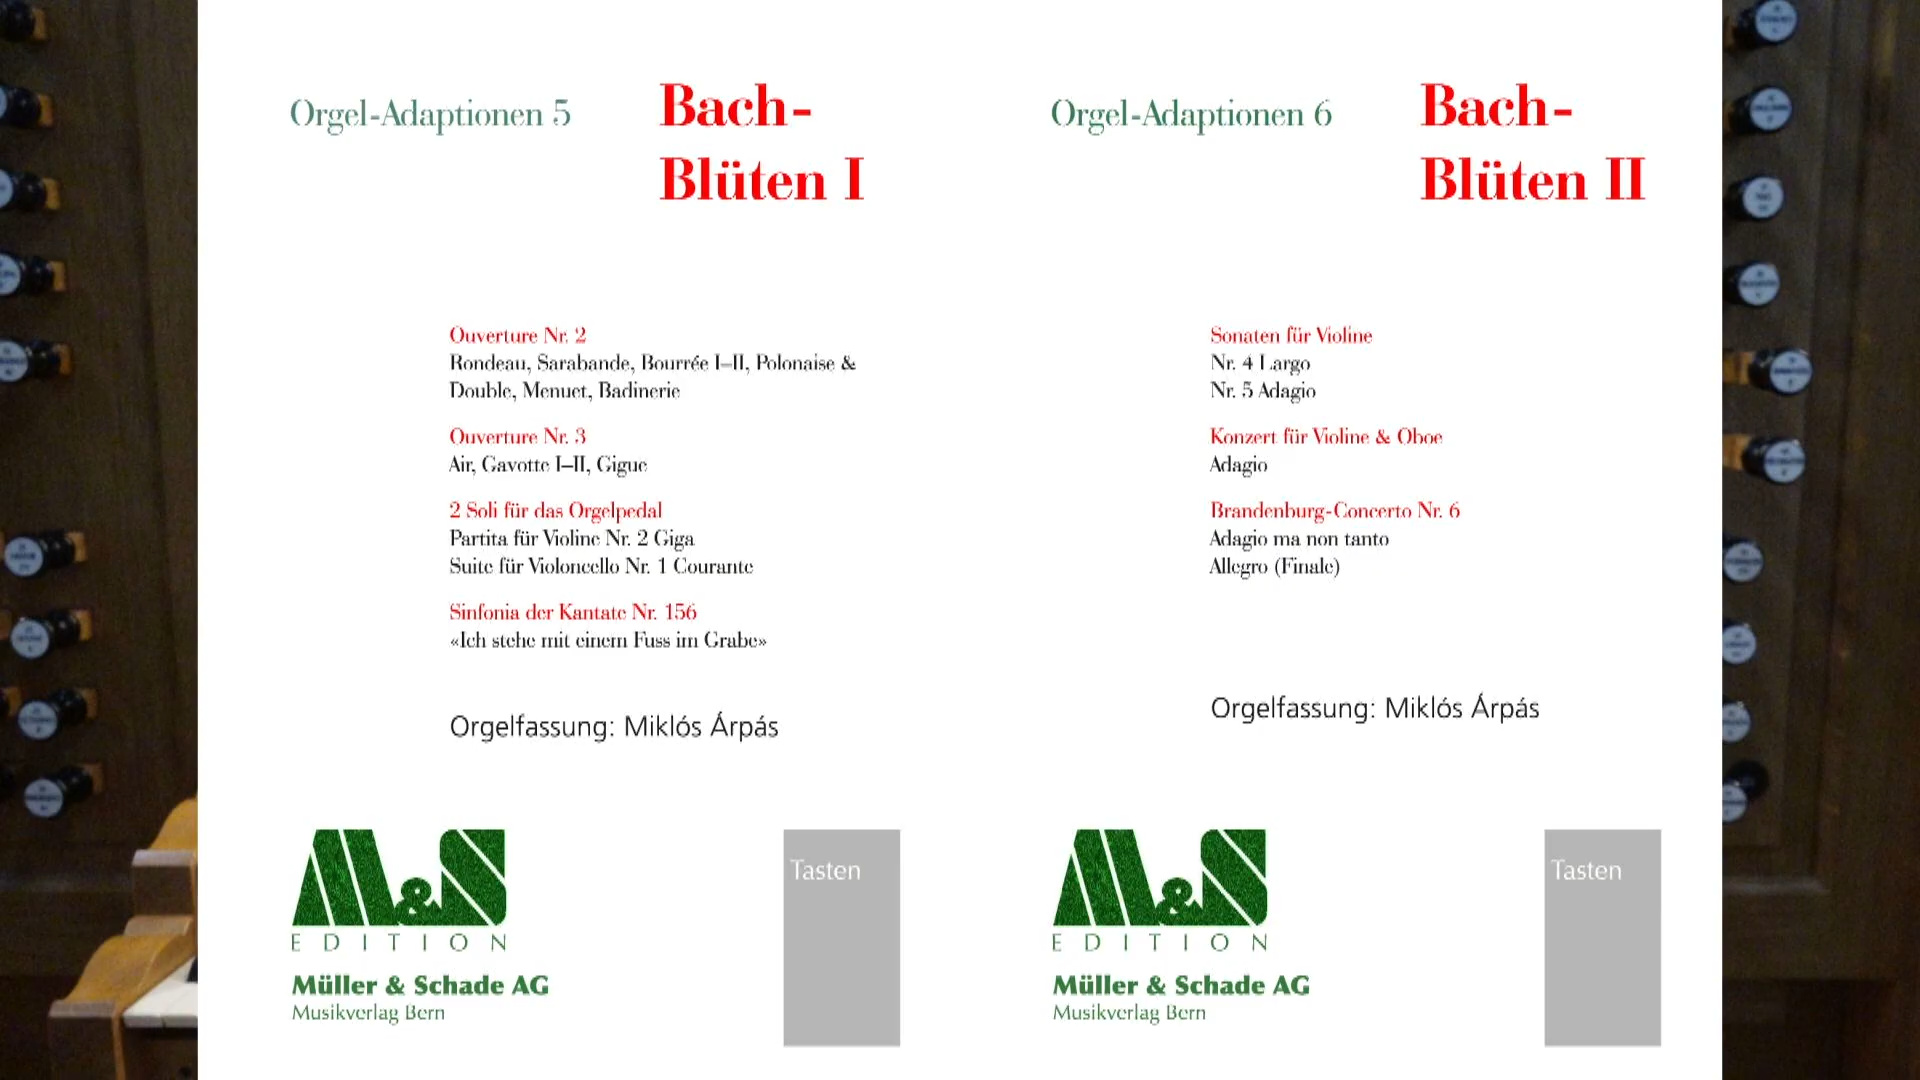 Orgel-Adaptionen 5
Bach-
Blüten I
Ouverture Nr. 2
Rondeau, Sarabande, Bourrée I–II, Polonaise &
Double, Menuet, Badinerie
Ouverture Nr. 3
Air, Gavotte I–II, Gigue
2 Soli für das Orgelpedal
Partita für Violine Nr. 2 Giga
Suite für Violoncello Nr. 1 Courante
Sinfonia der Kantate Nr. 156
«Ich stehe mit einem Fuss im Grabe»
Orgelfassung: Miklós Árpás
M&S
EDITION
Müller & Schade AG
Musikverlag Bern
Tasten
Orgel-Adaptionen 6
Bach-
Blüten II
Sonaten für Violine
Nr. 4 Largo
Nr. 5 Adagio
Konzert für Violine & Oboe
Adagio
Brandenburg-Concerto Nr. 6
Adagio ma non tanto
Allegro (Finale)
Orgelfassung: Miklós Árpás
M&S
EDITION
Müller & Schade AG
Musikverlag Bern
Tasten